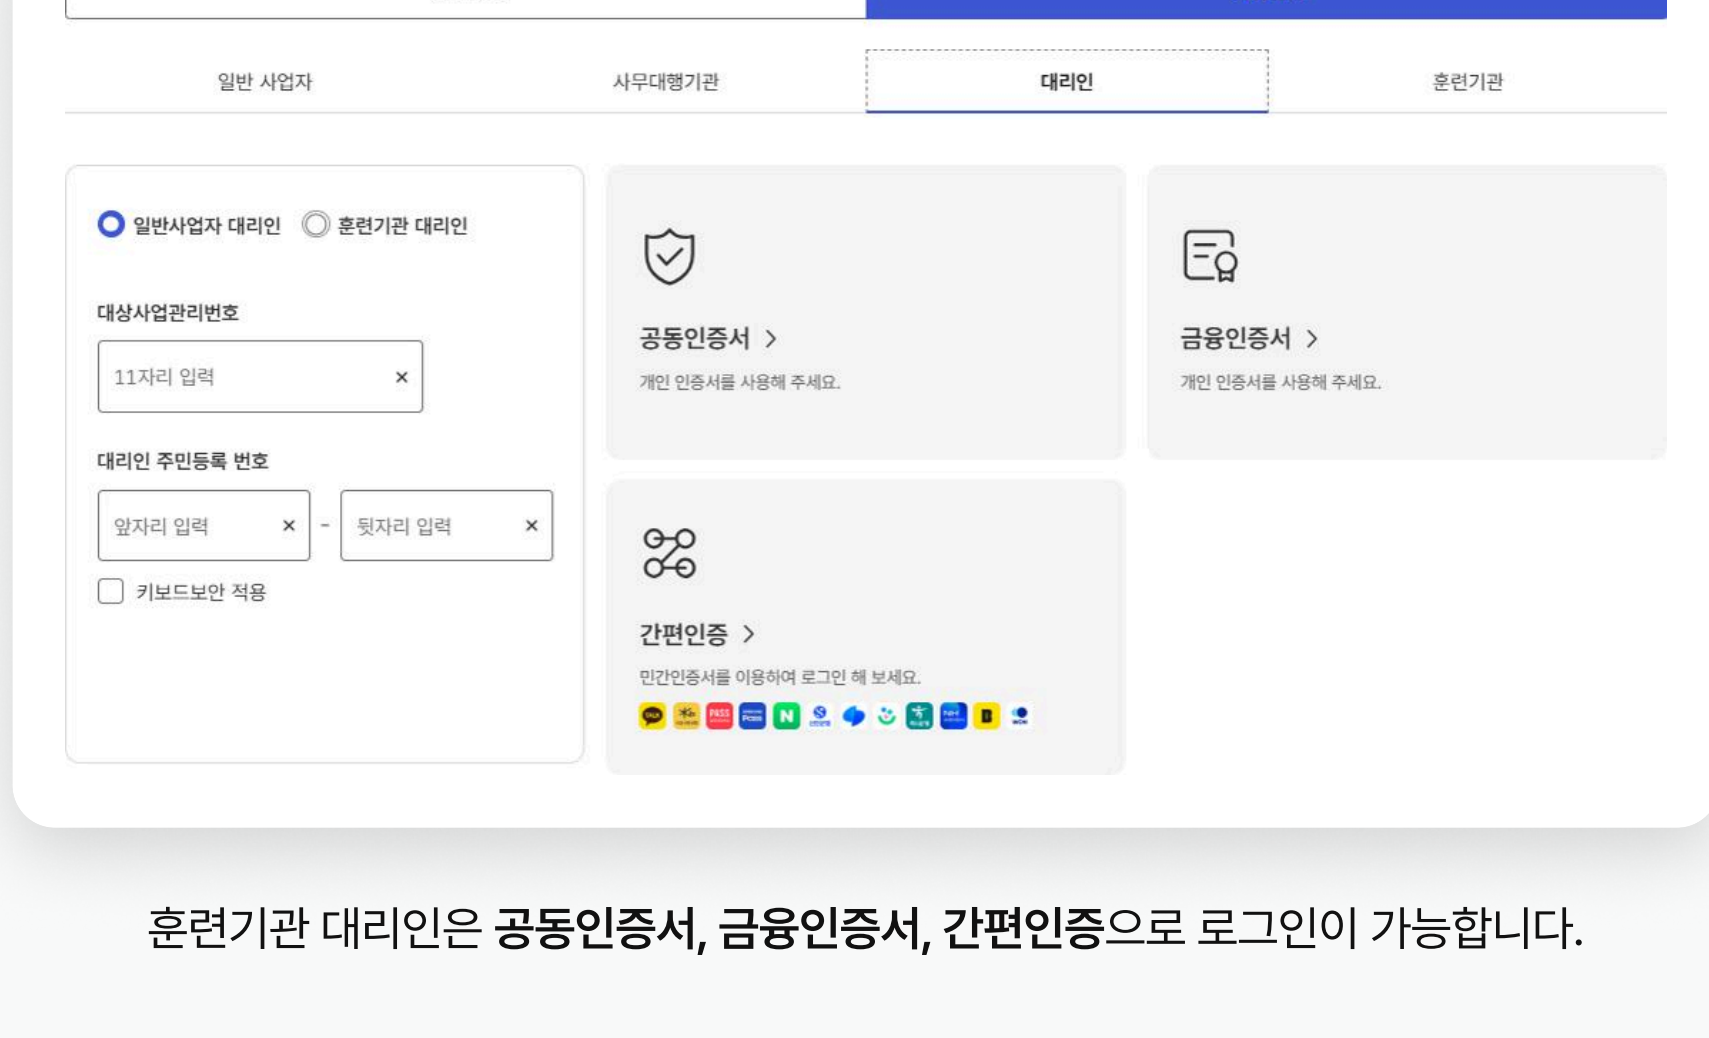 일반 사업자
사무대행기관
대리인
훈련기관
일반사업자 대리인
훈련기관 대리인
대상사업관리번호
11자리 입력
대리인 주민등록 번호
앞자리 입력 - 뒷자리 입력
키보드보안 적용
공동인증서
개인 인증서를 사용해 주세요.
금융인증서
개인 인증서를 사용해 주세요.
간편인증
민간인증서를 이용하여 로그인 해 보세요.
TALK
PASS
Pass
N
NH
B
WON
훈련기관 대리인은 공동인증서, 금융인증서, 간편인증으로 로그인이 가능합니다.